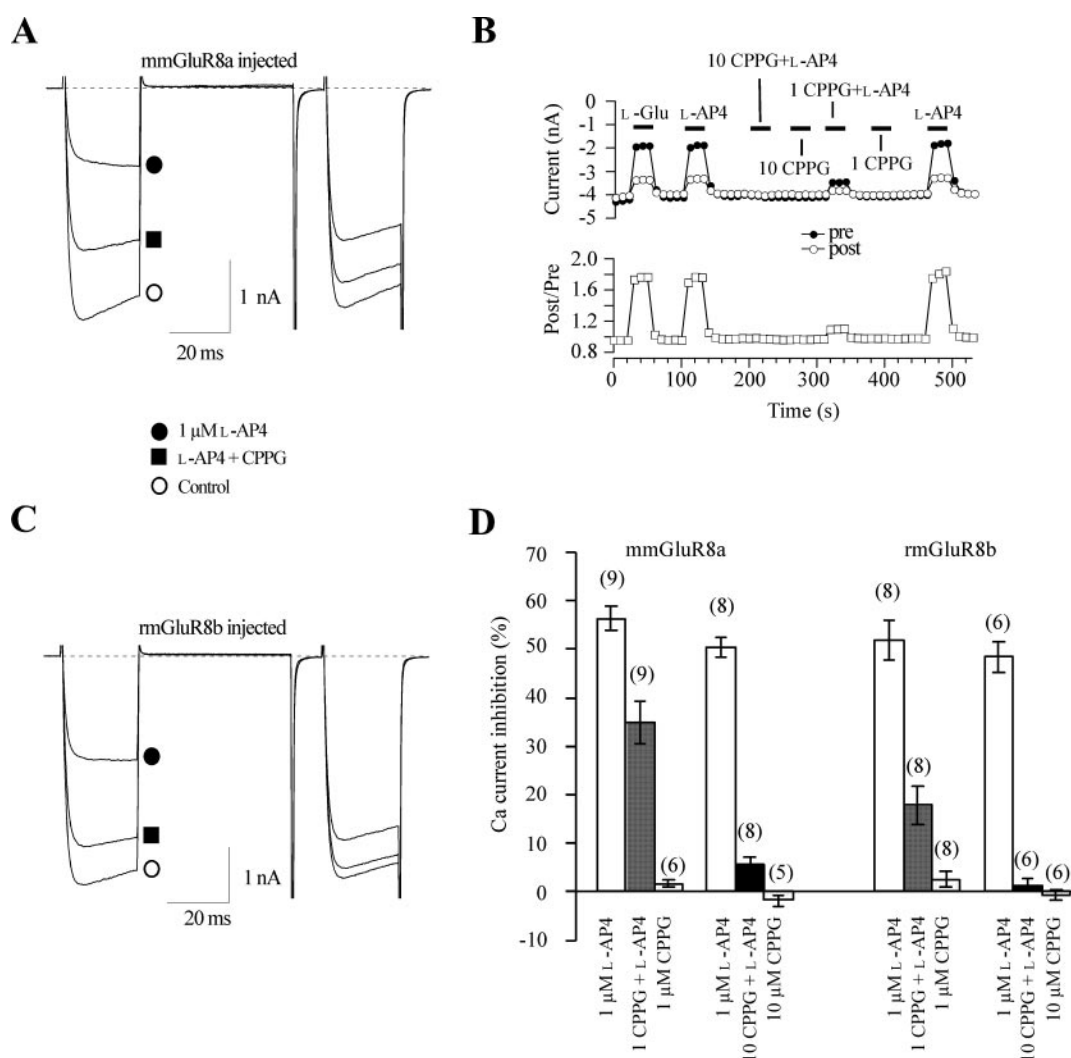 A
mmGluR8a injected
1 nA
20 ms
1 μM L-AP4
L-AP4 + CPPG
Control
B
10 CPPG+L-AP4
1 CPPG+L-AP4
L-Glu
L-AP4
L-AP4
10 CPPG
1 CPPG
Current (nA)
0
-1
-2
-3
-4
-5
pre
post
Post/Pre
2.0
1.6
1.2
0.8
0 100 200 300 400 500
Time (s)
C
rmGluR8b injected
1 nA
20 ms
D
mmGluR8a
rmGluR8b
Ca current inhibition (%)
70
60
50
40
30
20
10
0
-10
(9)
(9)
(6)
(8)
(8)
(5)
(8)
(8)
(8)
(6)
(6)
(6)
1 μM L-AP4
1 CPPG + L-AP4
1 μM CPPG
1 μM L-AP4
10 CPPG + L-AP4
10 μM CPPG
1 μM L-AP4
1 CPPG + L-AP4
1 μM CPPG
1 μM L-AP4
10 CPPG + L-AP4
10 μM CPPG